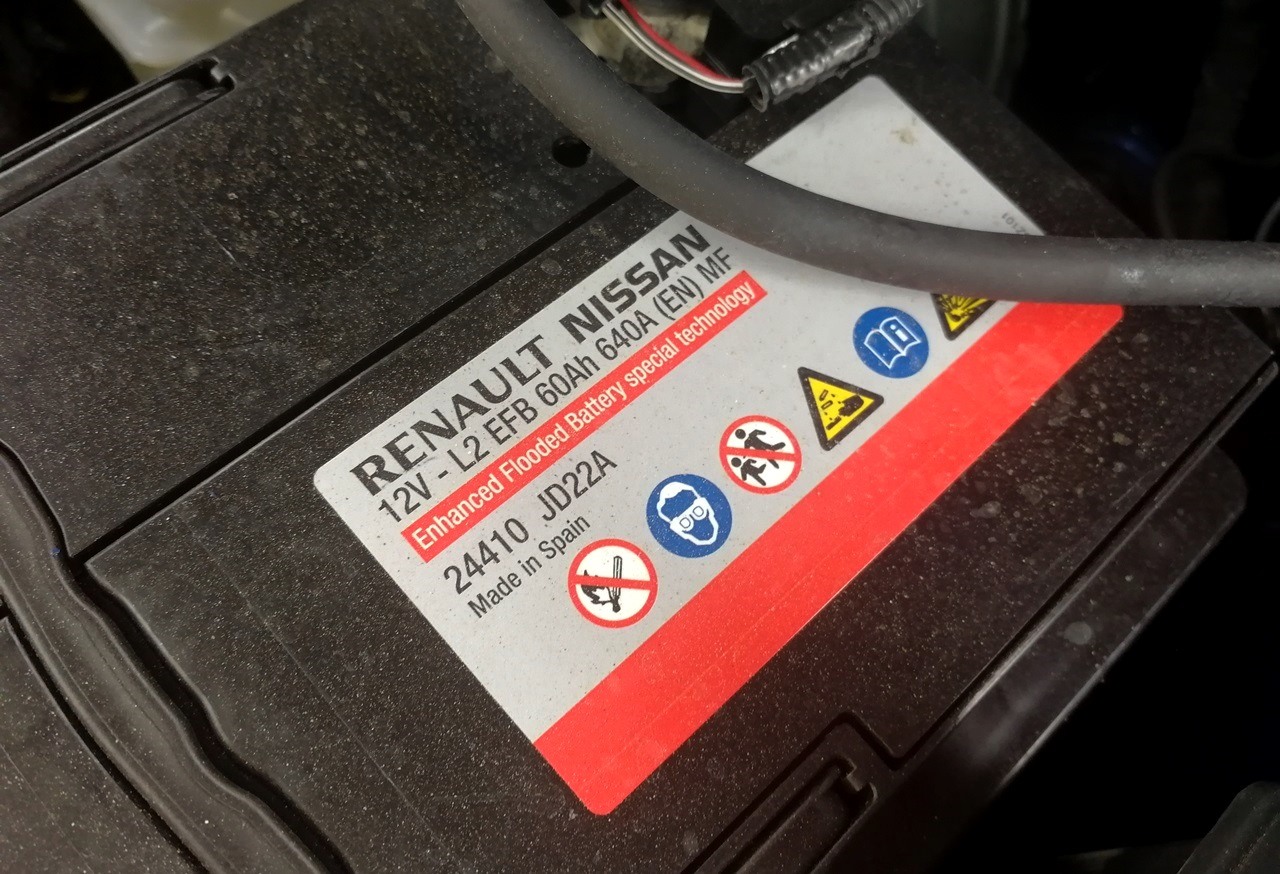 RENAULT NISSAN
12V - L2 EFB 60Ah 640A (EN) MF
Enhanced Flooded Battery special technology
24410 JD22A
Made in Spain